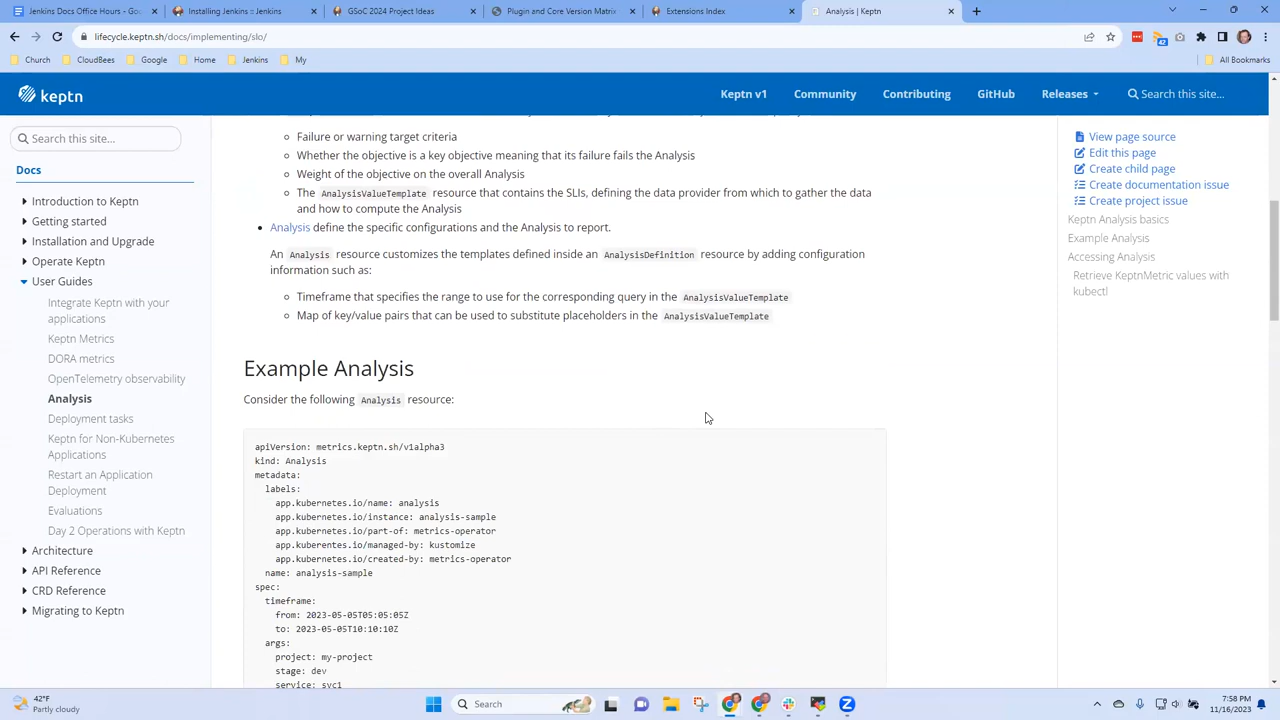 Jenkins Docs Office Hours - Goo
Installing Jenkins :: Jenkins
GSoC 2024 Project Ideas
Plugin and Core Version Matrix
Extensions Index
Analysis | Keptn
lifecycle.keptn.sh/docs/implementing/slo/
42
Church
CloudBees
Google
Home
Jenkins
My
All Bookmarks
keptn
Keptn v1
Community
Contributing
GitHub
Releases
Search this site...
Search this site...
Docs
Introduction to Keptn
Getting started
Installation and Upgrade
Operate Keptn
User Guides
Integrate Keptn with your
applications
Keptn Metrics
DORA metrics
OpenTelemetry observability
Analysis
Deployment tasks
Keptn for Non-Kubernetes
Applications
Restart an Application
Deployment
Evaluations
Day 2 Operations with Keptn
Architecture
API Reference
CRD Reference
Migrating to Keptn
Failure or warning target criteria
Whether the objective is a key objective meaning that its failure fails the Analysis
Weight of the objective on the overall Analysis
The AnalysisValueTemplate resource that contains the SLIs, defining the data provider from which to gather the data
and how to compute the Analysis
Analysis define the specific configurations and the Analysis to report.
An Analysis resource customizes the templates defined inside an AnalysisDefinition resource by adding configuration
information such as:
Timeframe that specifies the range to use for the corresponding query in the AnalysisValueTemplate
Map of key/value pairs that can be used to substitute placeholders in the AnalysisValueTemplate
Example Analysis
Consider the following Analysis resource:
apiVersion: metrics.keptn.sh/v1alpha3
kind: Analysis
metadata:
labels:
app.kubernetes.io/name: analysis
app.kubernetes.io/instance: analysis-sample
app.kubernetes.io/part-of: metrics-operator
app.kuberentes.io/managed-by: kustomize
app.kubernetes.io/created-by: metrics-operator
name: analysis-sample
spec:
timeframe:
from: 2023-05-05T05:05:05Z
to: 2023-05-05T10:10:10Z
args:
project: my-project
stage: dev
service: svc1
View page source
Edit this page
Create child page
Create documentation issue
Create project issue
Keptn Analysis basics
Example Analysis
Accessing Analysis
Retrieve KeptnMetric values with
kubectl
42°F
Partly cloudy
Search
7:58 PM
11/16/2023